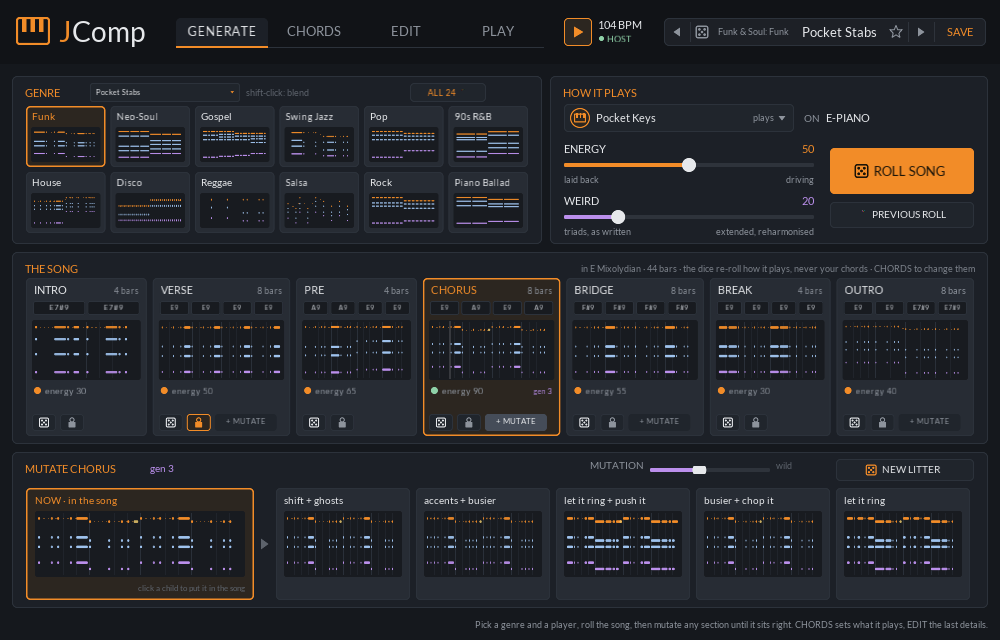 JComp
GENERATE CHORDS EDIT PLAY
104 BPM
HOST
Funk & Soul: Funk Pocket Stabs SAVE
GENRE Pocket Stabs shift-click: blend ALL 24
Funk Neo-Soul Gospel Swing Jazz Pop 90s R&B
House Disco Reggae Salsa Rock Piano Ballad
HOW IT PLAYS
Pocket Keys plays ON E-PIANO
ENERGY 50
laid back driving
WEIRD 20
triads, as written extended, reharmonised
ROLL SONG
PREVIOUS ROLL
THE SONG in E Mixolydian · 44 bars · the dice re-roll how it plays, never your chords · CHORDS to change them
INTRO 4 bars
E7#9 E7#9
energy 30
VERSE 8 bars
E9 E9 E9 E9
energy 50
+ MUTATE
PRE 4 bars
A9 A9 E9 E9
energy 65
CHORUS 8 bars
E9 A9 E9 A9
energy 90 gen 3
+ MUTATE
BRIDGE 8 bars
F#9 F#9 F#9 F#9
energy 55
+ MUTATE
BREAK 4 bars
E9 E9 E9 E9
energy 30
OUTRO 8 bars
E9 E9 E7#9 E7#9
energy 40
+ MUTATE
MUTATE CHORUS gen 3 MUTATION wild NEW LITTER
NOW · in the song
click a child to put it in the song
shift + ghosts accents + busier let it ring + push it busier + chop it let it ring
Pick a genre and a player, roll the song, then mutate any section until it sits right. CHORDS sets what it plays, EDIT the last details.